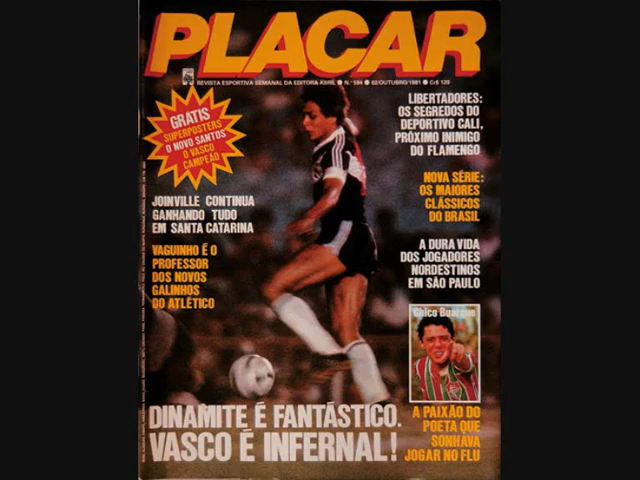 PLACAR
REVISTA ESPORTIVA SEMANAL DA EDITORA ABRIL ● N.º 594 ● 02/OUTUBRO/1981 ● Cr$ 120
GRÁTIS
SUPERPOSTERS
O NOVO SANTOS
O VASCO
CAMPEÃO
LIBERTADORES:
OS SEGREDOS DO
DEPORTIVO CALI,
PRÓXIMO INIMIGO
DO FLAMENGO
NOVA SÉRIE:
OS MAIORES
CLÁSSICOS
DO BRASIL
JOINVILLE CONTINUA
GANHANDO TUDO
EM SANTA CATARINA
VAGUINHO É O
PROFESSOR
DOS NOVOS
GALINHOS
DO ATLÉTICO
A DURA VIDA
DOS JOGADORES
NORDESTINOS
EM SÃO PAULO
Chico Buarque
A PAIXÃO DO
POETA QUE
SONHAVA
JOGAR NO FLU
DINAMITE É FANTÁSTICO.
VASCO É INFERNAL!